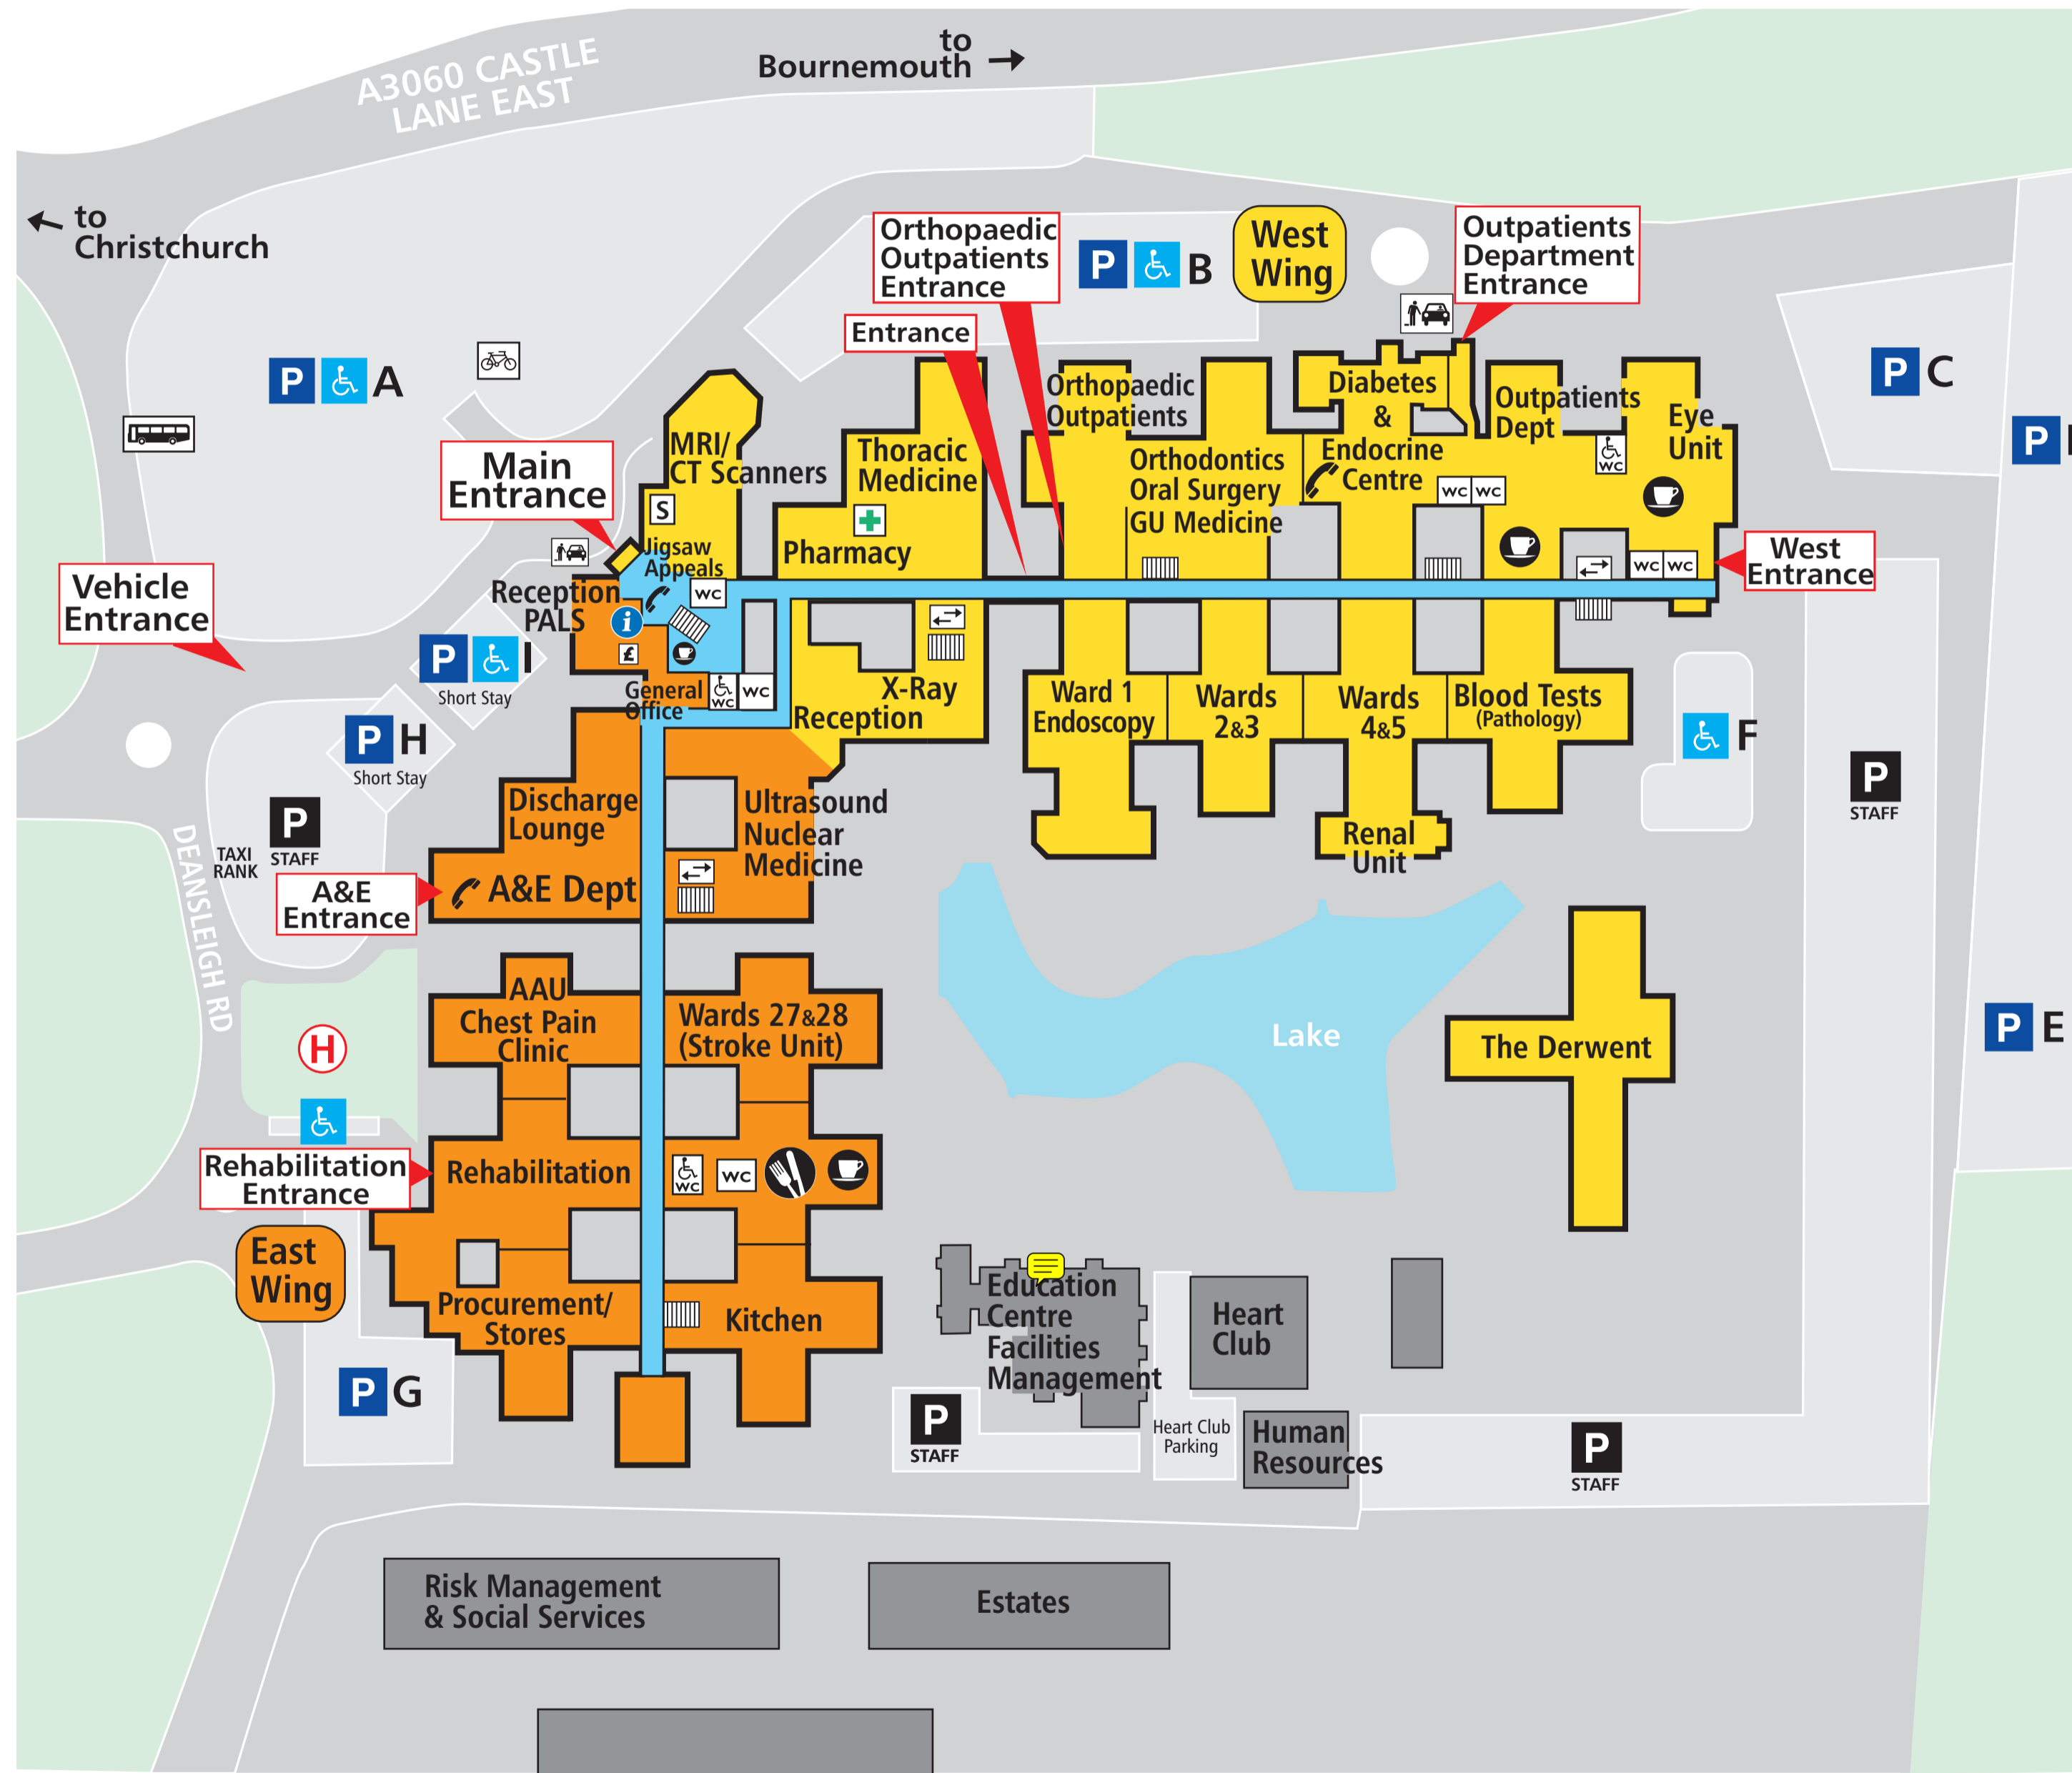 to
Bournemouth
A3060 CASTLE
LANE EAST
to
Christchurch
Orthopaedic
Outpatients
Entrance
P
B
West
Wing
Outpatients
Department
Entrance
Entrance
P
A
P
C
P
Main
Entrance
MRI/
CT Scanners
S
Jigsaw
Appeals
Thoracic
Medicine
Pharmacy
Orthopaedic
Outpatients
Orthodontics
Oral Surgery
GU Medicine
Diabetes
&
Endocrine
Centre
WC WC
Outpatients
Dept
WC
Eye
Unit
WC WC
West
Entrance
Vehicle
Entrance
Reception
PALS
i
£
WC
P
I
Short Stay
General
Office
WC
WC
X-Ray
Reception
Ward 1
Endoscopy
Wards
2&3
Wards
4&5
Blood Tests
(Pathology)
Renal
Unit
F
P
STAFF
P
H
Short Stay
P
STAFF
TAXI
RANK
DEANSLEIGH RD
Discharge
Lounge
Ultrasound
Nuclear
Medicine
A&E Dept
A&E
Entrance
AAU
Chest Pain
Clinic
Wards 27&28
(Stroke Unit)
Lake
The Derwent
P
E
H
Rehabilitation
Entrance
Rehabilitation
WC
WC
East
Wing
Procurement/
Stores
Kitchen
P
G
Education
Centre
Facilities
Management
Heart
Club
P
STAFF
Heart Club
Parking
Human
Resources
P
STAFF
Risk Management
& Social Services
Estates